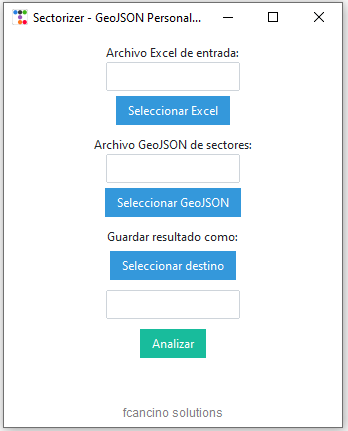 Sectorizer - GeoJSON Personal...
Archivo Excel de entrada:
Seleccionar Excel
Archivo GeoJSON de sectores:
Seleccionar GeoJSON
Guardar resultado como:
Seleccionar destino
Analizar
fcancino solutions